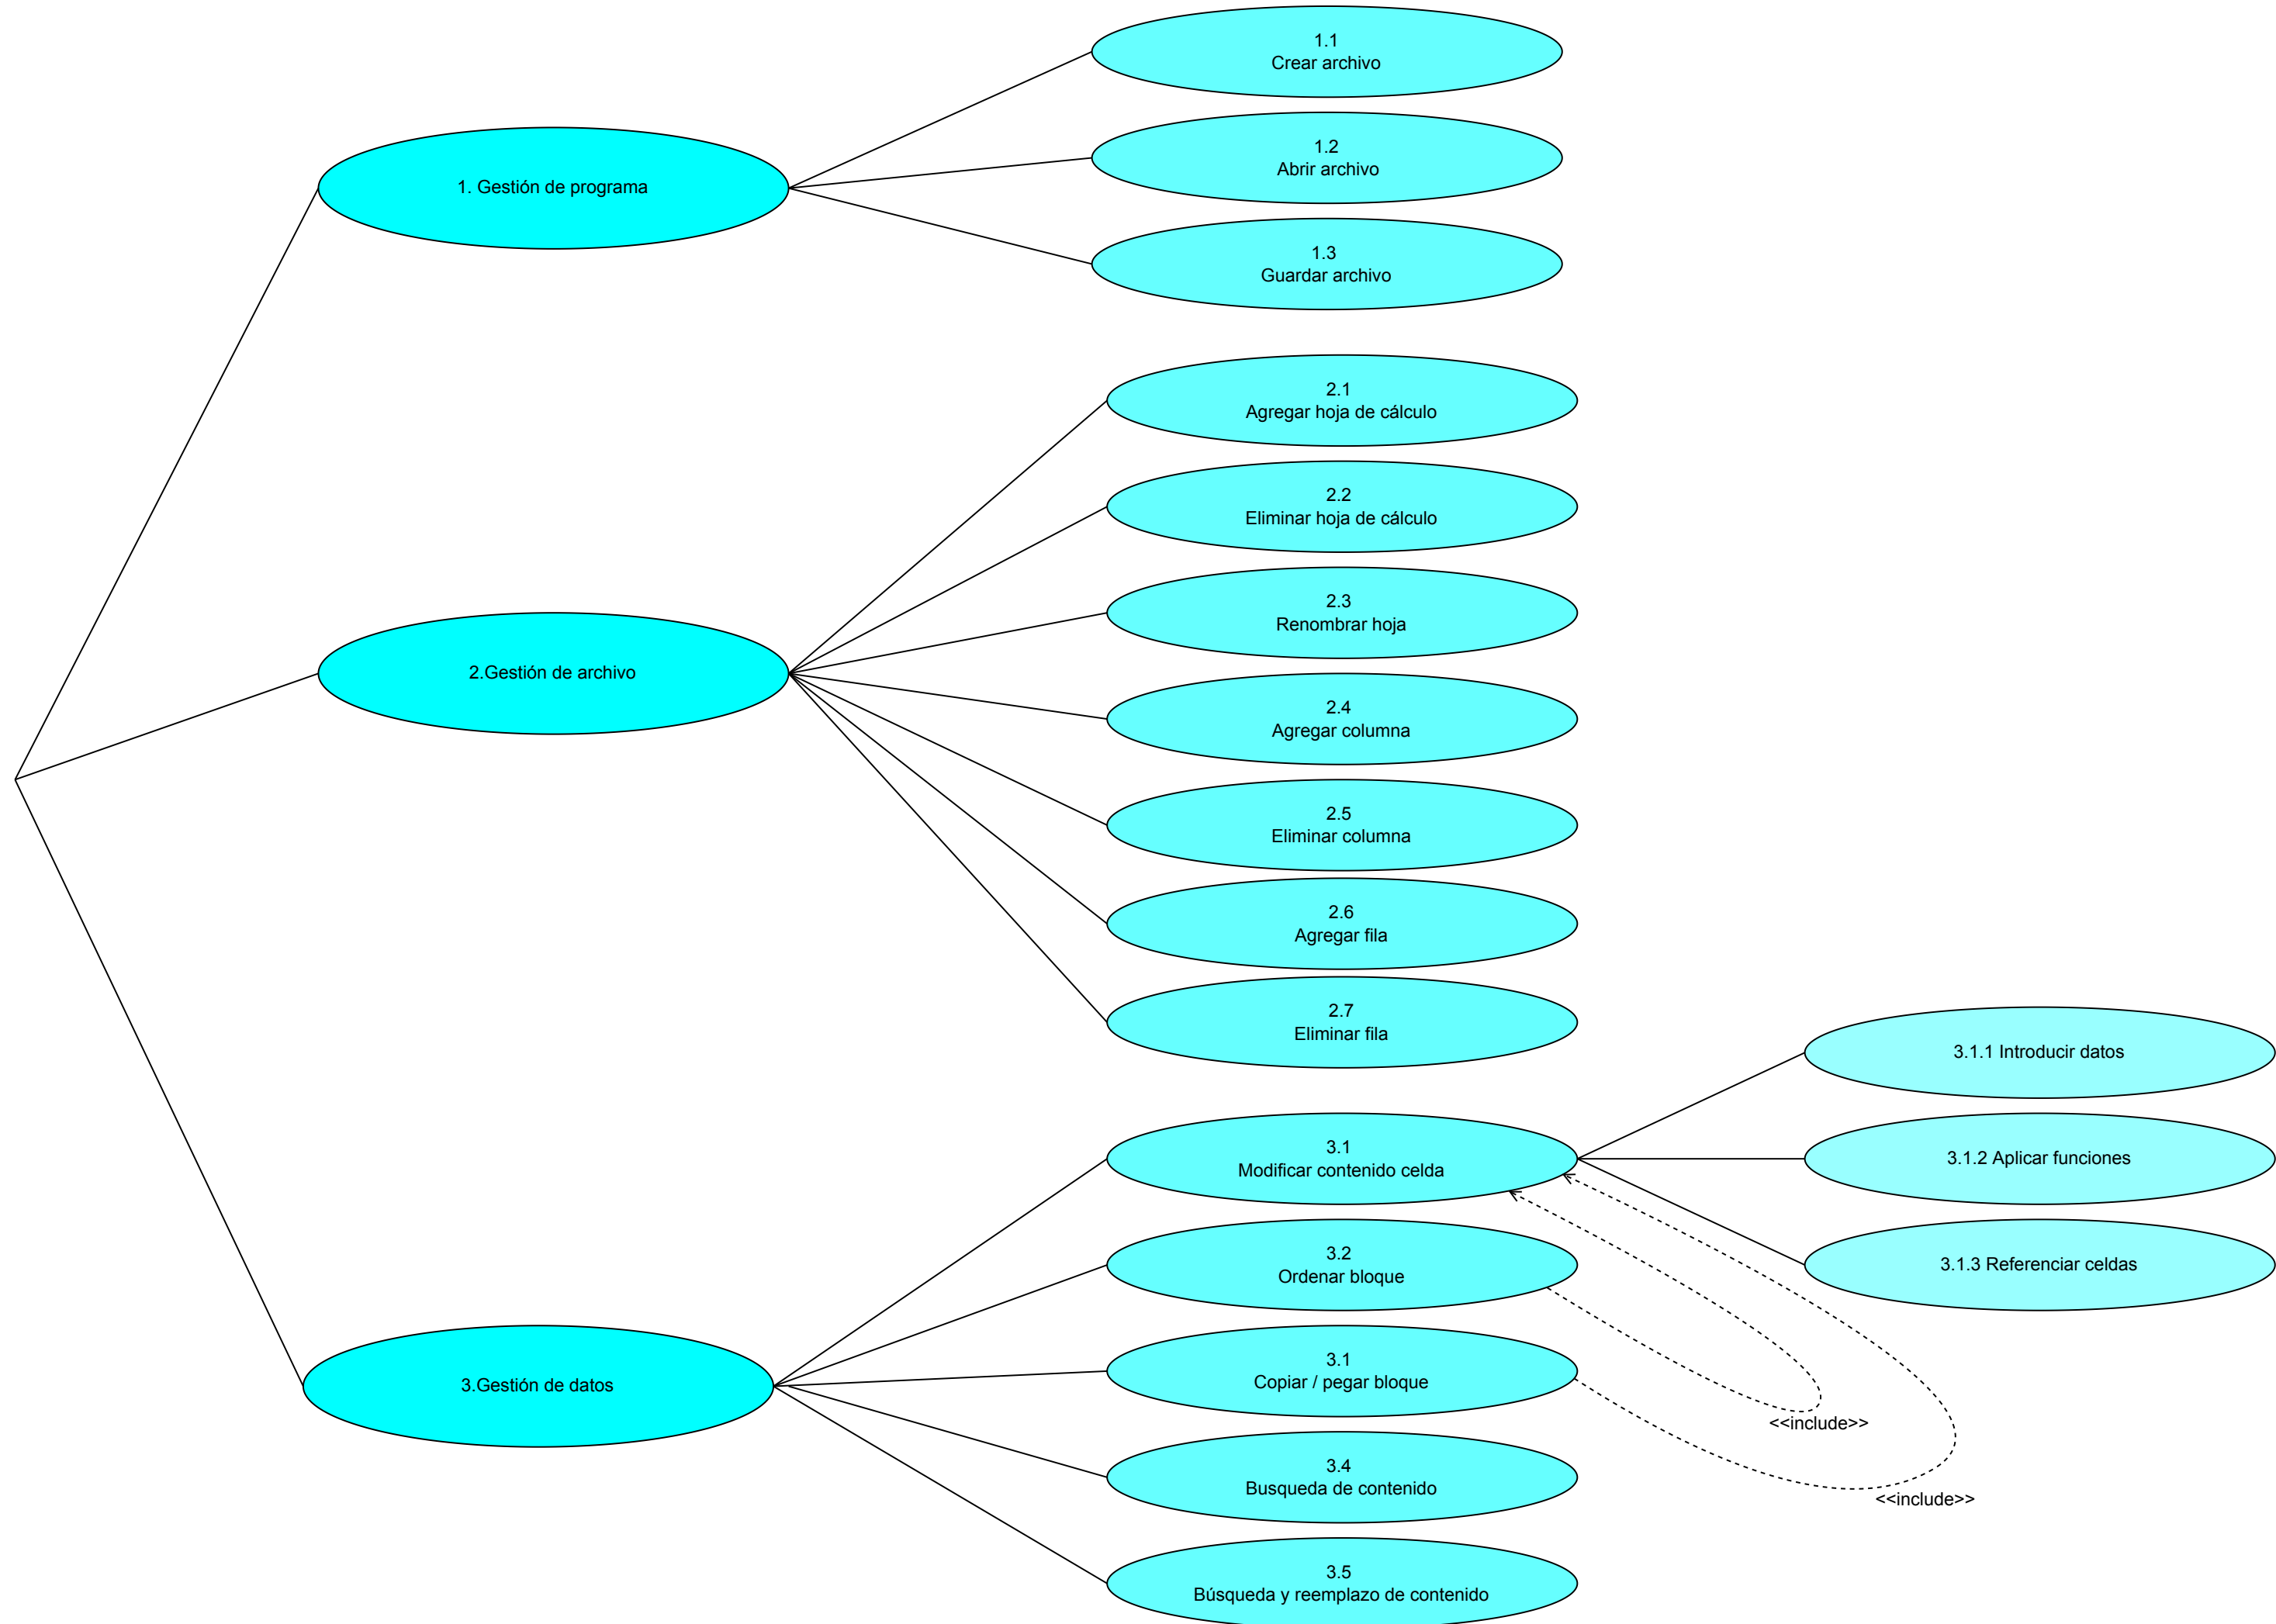 1.1
Crear archivo
1.2
Abrir archivo
1. Gestión de programa
1.3
Guardar archivo
2.1
Agregar hoja de cálculo
2.2
Eliminar hoja de cálculo
2.3
Renombrar hoja
2.Gestión de archivo
2.4
Agregar columna
2.5
Eliminar columna
2.6
Agregar fila
2.7
Eliminar fila
3.1.1 Introducir datos
3.1
Modificar contenido celda
3.1.2 Aplicar funciones
3.2
Ordenar bloque
3.1.3 Referenciar celdas
3.Gestión de datos
3.1
Copiar / pegar bloque
<<include>>
3.4
Busqueda de contenido
<<include>>
3.5
Búsqueda y reemplazo de contenido